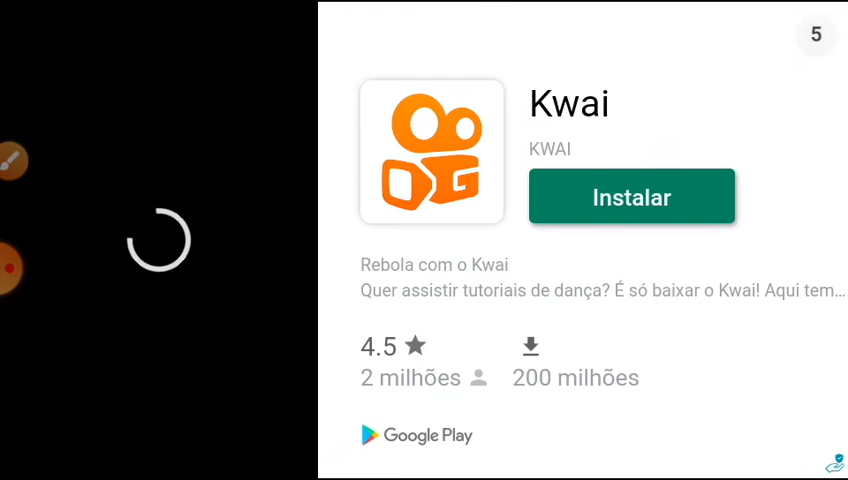 5
Kwai
KWAI
Instalar
Rebola com o Kwai
Quer assistir tutoriais de dança? É só baixar o Kwai! Aqui tem...
4.5
2 milhões 200 milhões
Google Play